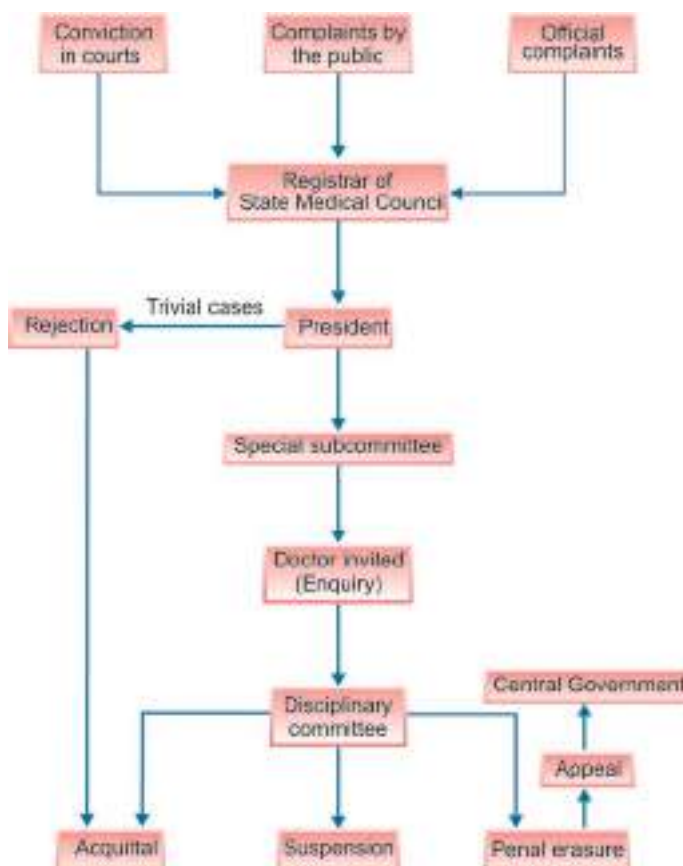 Conviction
in courts
Complaints by
the public
Official
complaints
Registrar of
State Medical Council
Trivial cases
Rejection
President
Special subcommittee
Doctor invited
(Enquiry)
Central Government
Disciplinary
committee
Appeal
Acquittal
Suspension
Penal erasure